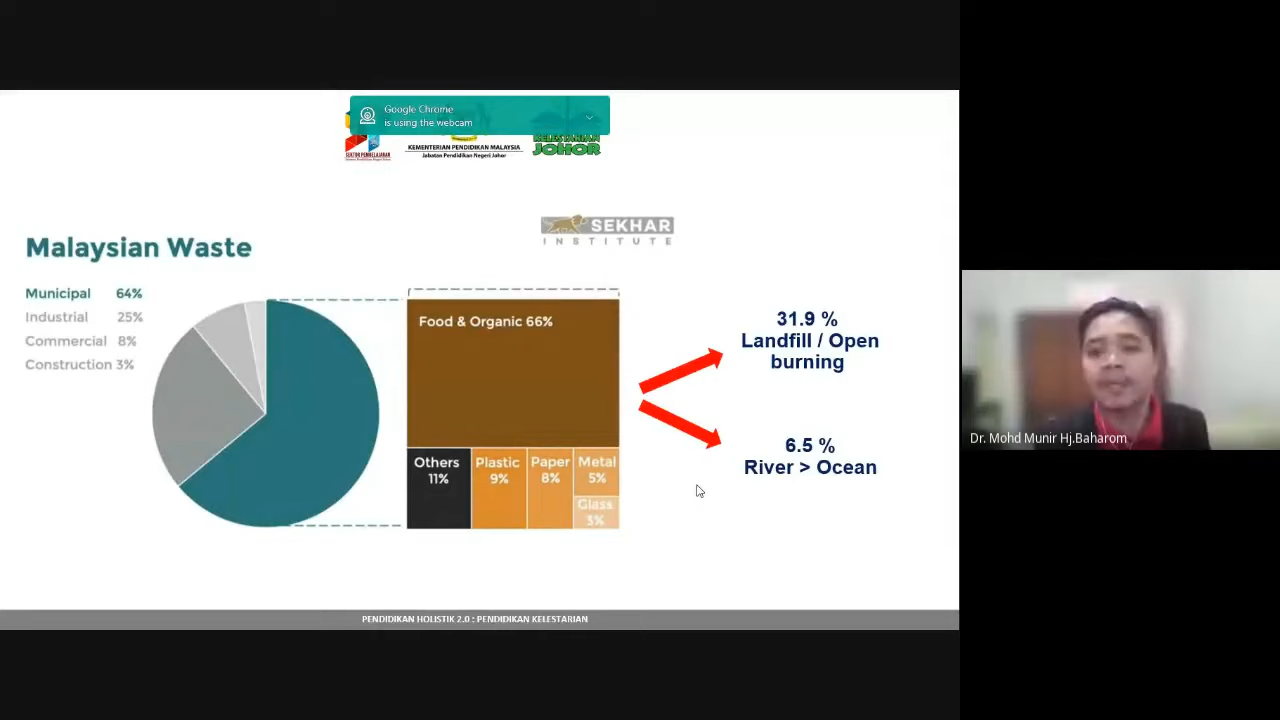 Google Chrome
is using the webcam
SEKTOR PEMBELAJARAN
KEMENTERIAN PENDIDIKAN MALAYSIA
Jabatan Pendidikan Negeri Johor
KELESTARIAN
JOHOR
SEKHAR
INSTITUTE
Malaysian Waste
Municipal 64%
Industrial 25%
Commercial 8%
Construction 3%
Food & Organic 66%
Others
11%
Plastic
9%
Paper
8%
Metal
5%
Glass
3%
31.9 %
Landfill / Open
burning
6.5 %
River > Ocean
Dr. Mohd Munir Hj.Baharom
PENDIDIKAN HOLISTIK 2.0 : PENDIDIKAN KELESTARIAN